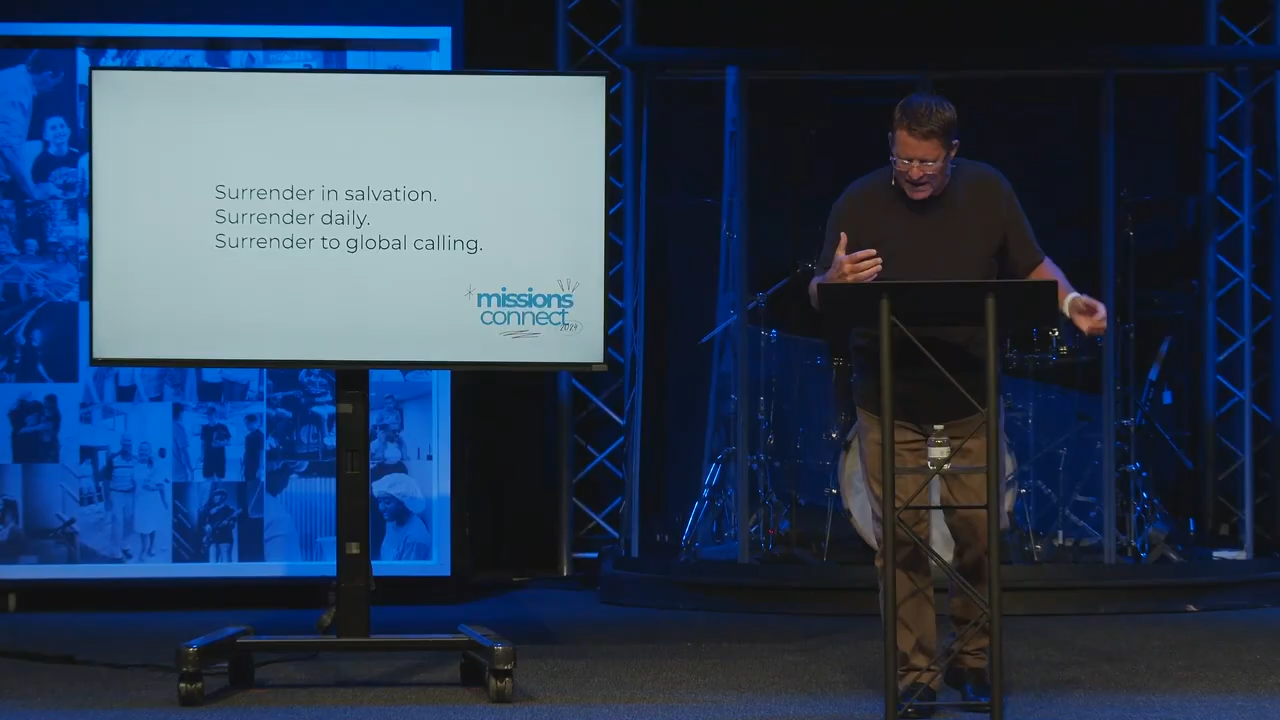 Surrender in salvation.
Surrender daily.
Surrender to global calling.
missions
connect
2024